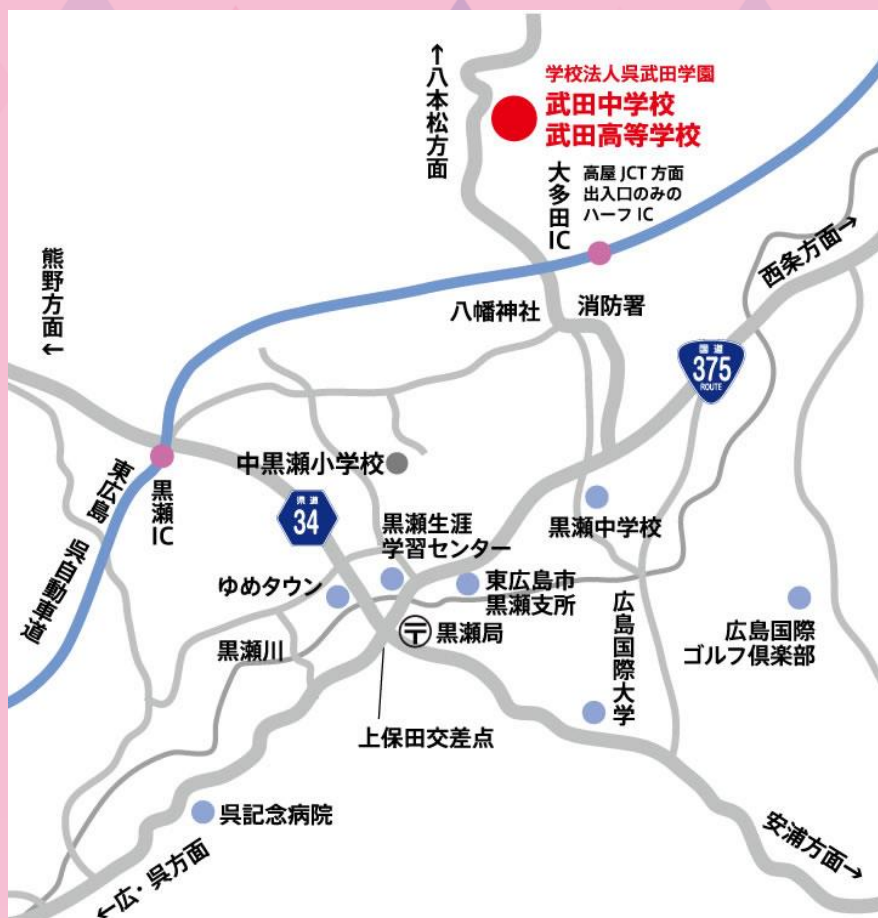 学校法人呉武田学園
武田中学校
武田高等学校
↑八本松方面
大多田IC
高屋JCT方面
出入口のみの
ハーフIC
西条方面→
熊野方面←
八幡神社
消防署
国道
375
ROUTE
中黒瀬小学校
東広島 呉自動車道
黒瀬IC
県道
34
黒瀬生涯
学習センター
黒瀬中学校
ゆめタウン
東広島市
黒瀬支所
広島国際大学
広島国際
ゴルフ倶楽部
〒
黒瀬局
黒瀬川
上保田交差点
呉記念病院
安浦方面→
←広・呉方面